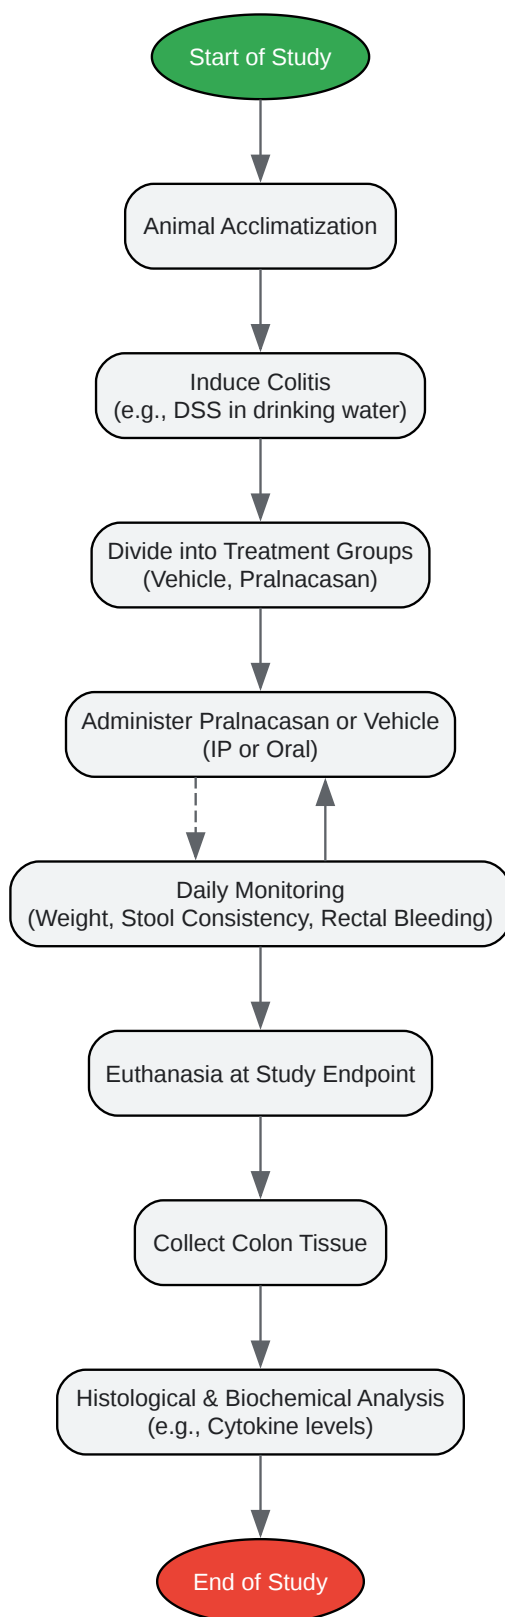 Start of Study
Animal Acclimatization
Induce Colitis
(e.g., DSS in drinking water)
Divide into Treatment Groups
(Vehicle, Pralnacasan)
Administer Pralnacasan or Vehicle
(IP or Oral)
Daily Monitoring
(Weight, Stool Consistency, Rectal Bleeding)
Euthanasia at Study Endpoint
Collect Colon Tissue
Histological & Biochemical Analysis
(e.g., Cytokine levels)
End of Study